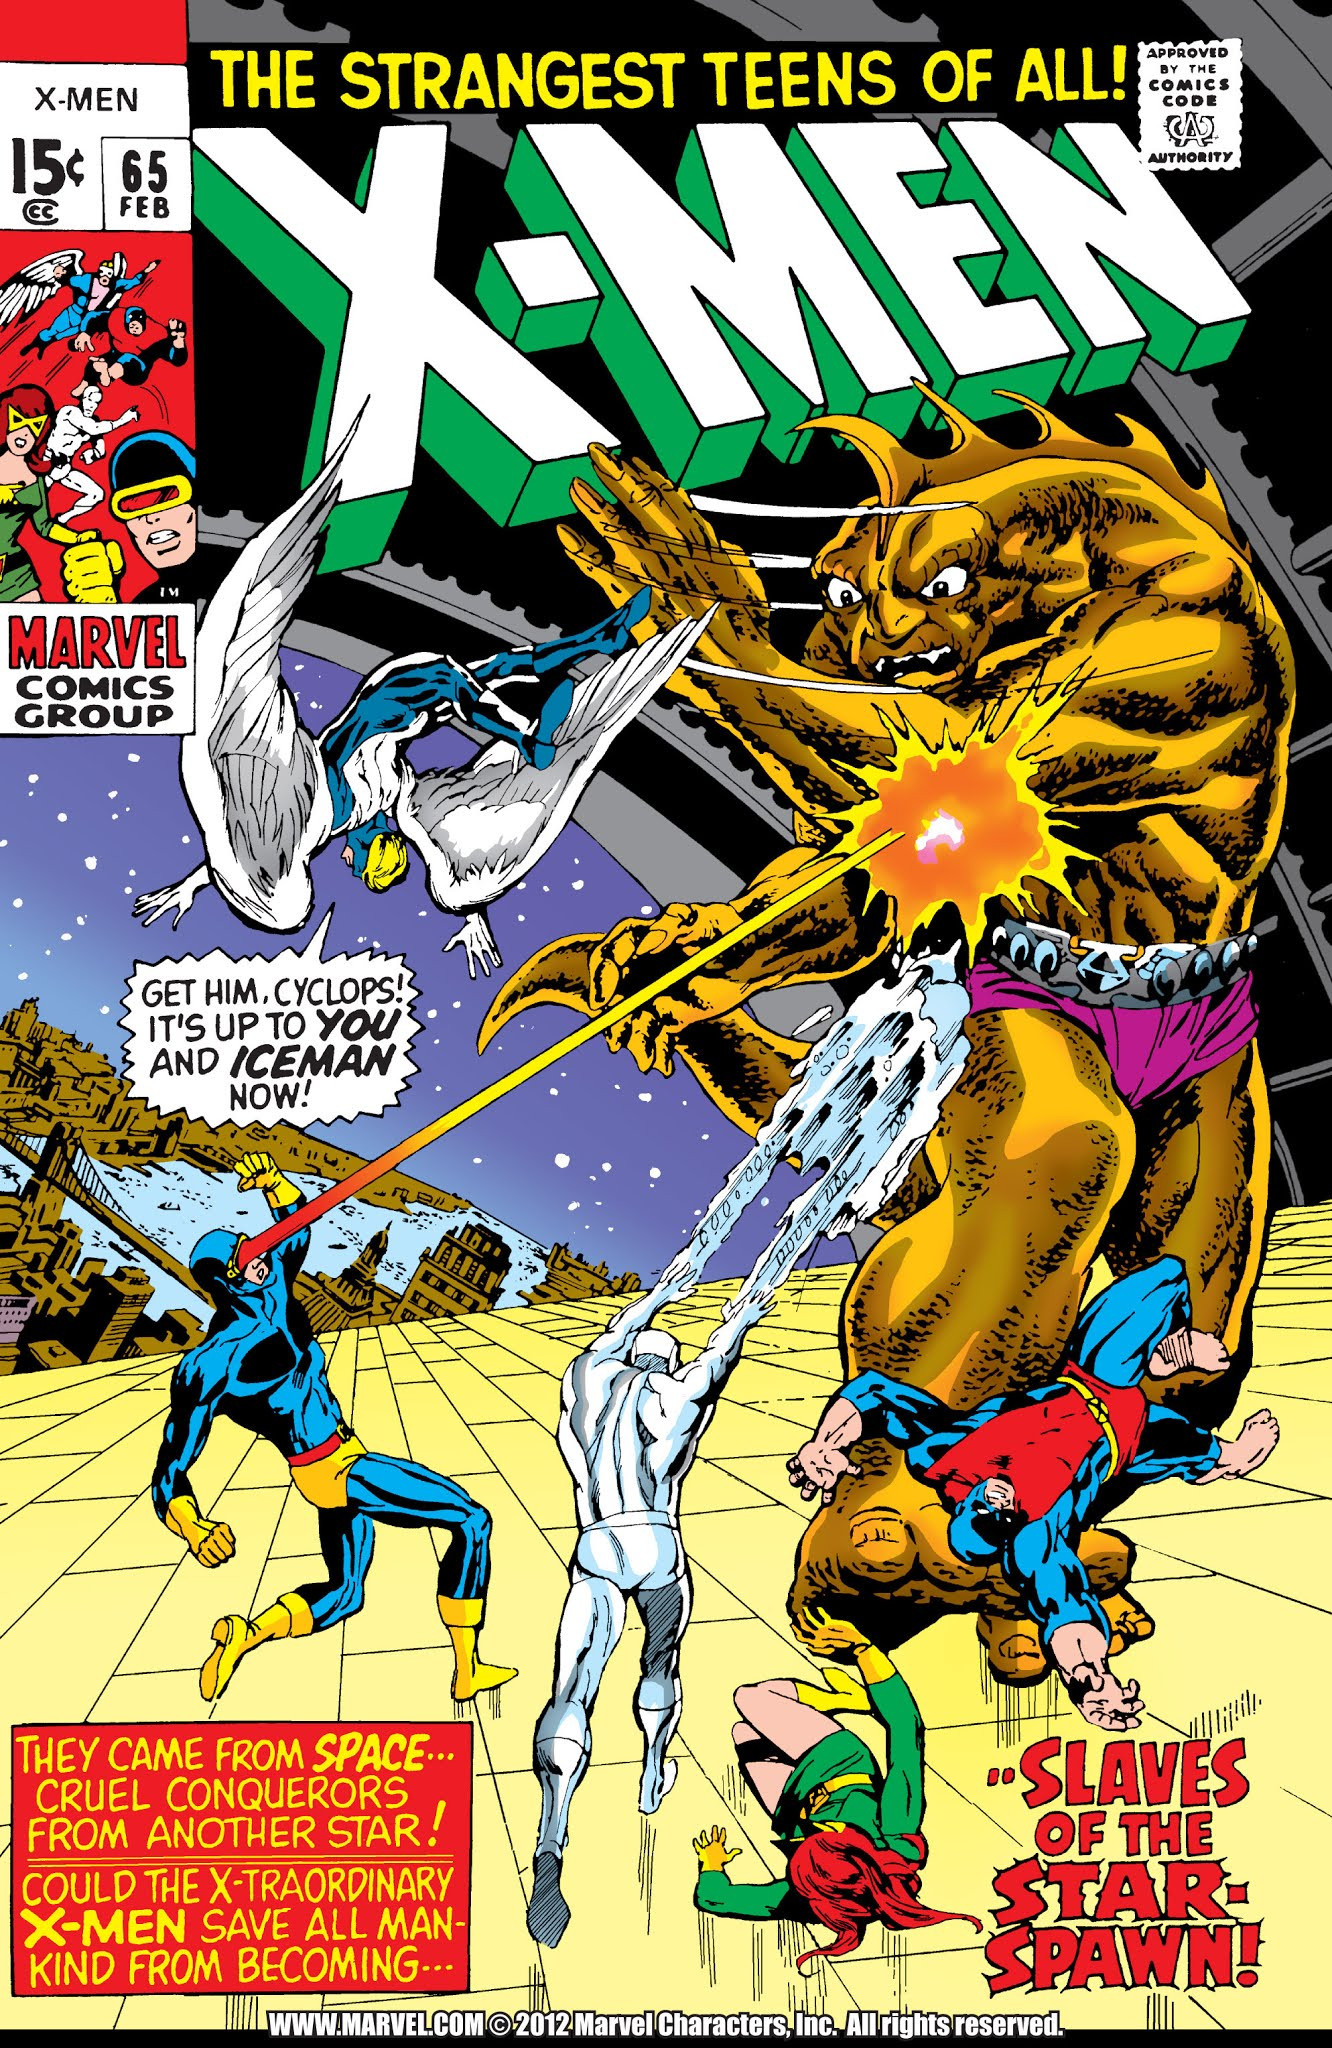 THE STRANGEST TEENS OF ALL!
APPROVED
BY THE
COMICS
CODE
CA
AUTHORITY
X-MEN
15¢
CC
65
FEB
X-MEN
TM
MARVEL
COMICS
GROUP
GET HIM, CYCLOPS!
IT'S UP TO YOU
AND ICEMAN
NOW!
THEY CAME FROM SPACE...
CRUEL CONQUERORS
FROM ANOTHER STAR!
COULD THE X-TRAORDINARY
X-MEN SAVE ALL MAN-
KIND FROM BECOMING...
"SLAVES
OF THE
STAR-
SPAWN!
WWW.MARVEL.COM © 2012 Marvel Characters, Inc. All rights reserved.